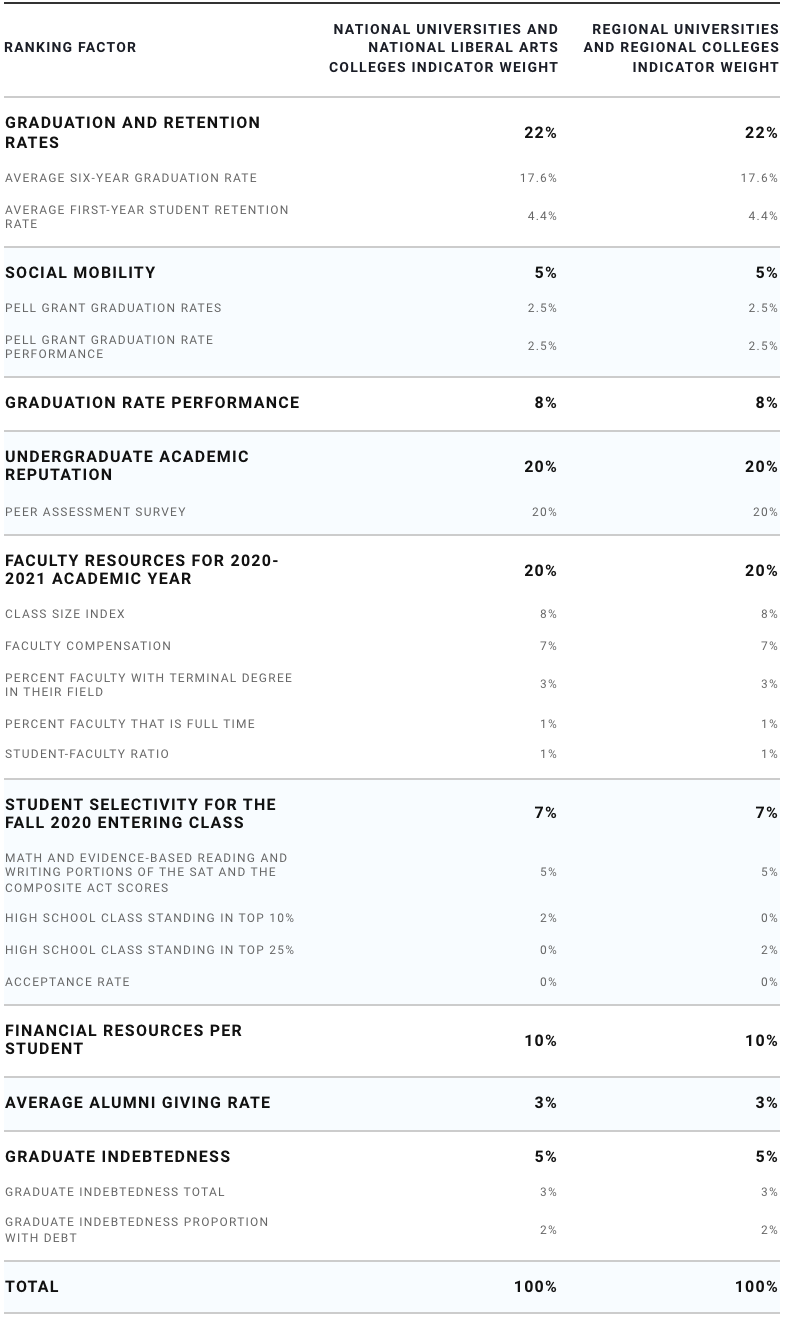 RANKING FACTOR
NATIONAL UNIVERSITIES AND
NATIONAL LIBERAL ARTS
COLLEGES INDICATOR WEIGHT
REGIONAL UNIVERSITIES
AND REGIONAL COLLEGES
INDICATOR WEIGHT
GRADUATION AND RETENTION
RATES
22%
22%
AVERAGE SIX-YEAR GRADUATION RATE
17.6%
17.6%
AVERAGE FIRST-YEAR STUDENT RETENTION
RATE
4.4%
4.4%
SOCIAL MOBILITY
5%
5%
PELL GRANT GRADUATION RATES
2.5%
2.5%
PELL GRANT GRADUATION RATE
PERFORMANCE
2.5%
2.5%
GRADUATION RATE PERFORMANCE
8%
8%
UNDERGRADUATE ACADEMIC
REPUTATION
20%
20%
PEER ASSESSMENT SURVEY
20%
20%
FACULTY RESOURCES FOR 2020-
2021 ACADEMIC YEAR
20%
20%
CLASS SIZE INDEX
8%
8%
FACULTY COMPENSATION
7%
7%
PERCENT FACULTY WITH TERMINAL DEGREE
IN THEIR FIELD
3%
3%
PERCENT FACULTY THAT IS FULL TIME
1%
1%
STUDENT-FACULTY RATIO
1%
1%
STUDENT SELECTIVITY FOR THE
FALL 2020 ENTERING CLASS
7%
7%
MATH AND EVIDENCE-BASED READING AND
WRITING PORTIONS OF THE SAT AND THE
COMPOSITE ACT SCORES
5%
5%
HIGH SCHOOL CLASS STANDING IN TOP 10%
2%
0%
HIGH SCHOOL CLASS STANDING IN TOP 25%
0%
2%
ACCEPTANCE RATE
0%
0%
FINANCIAL RESOURCES PER
STUDENT
10%
10%
AVERAGE ALUMNI GIVING RATE
3%
3%
GRADUATE INDEBTEDNESS
5%
5%
GRADUATE INDEBTEDNESS TOTAL
3%
3%
GRADUATE INDEBTEDNESS PROPORTION
WITH DEBT
2%
2%
TOTAL
100%
100%